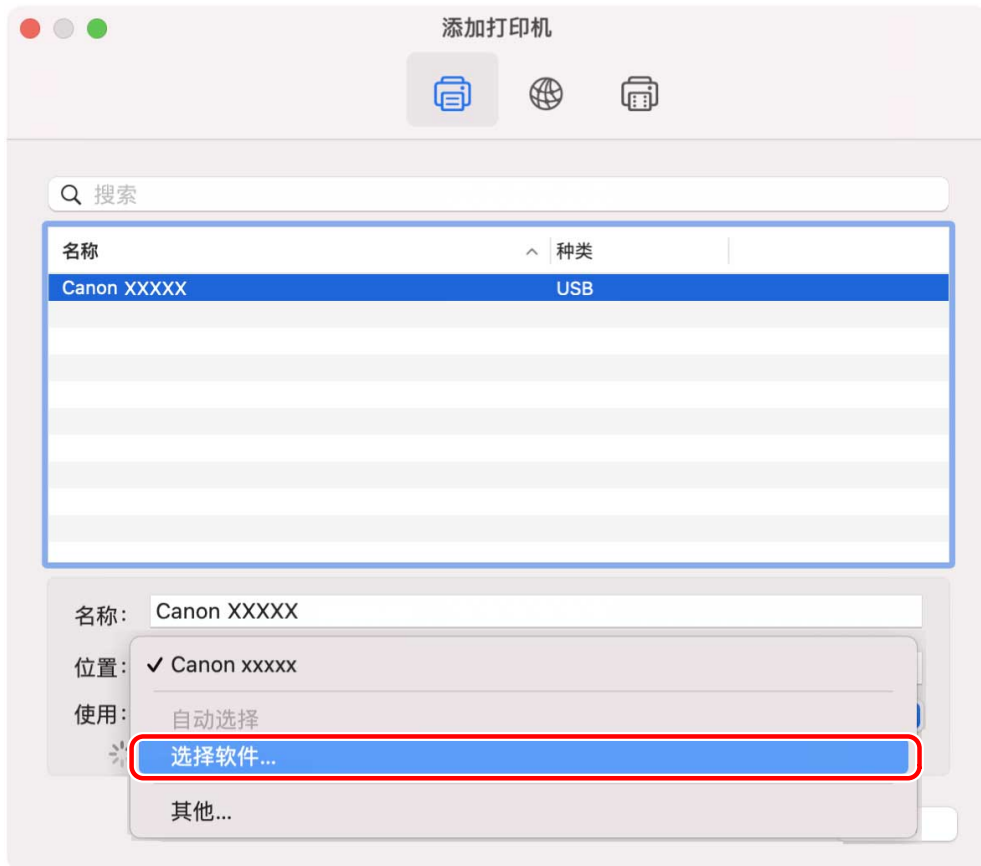 添加打印机
搜索
名称 种类
Canon XXXXX USB
名称: Canon XXXXX
位置: ✓ Canon xxxxx
使用: 自动选择
选择软件...
其他...